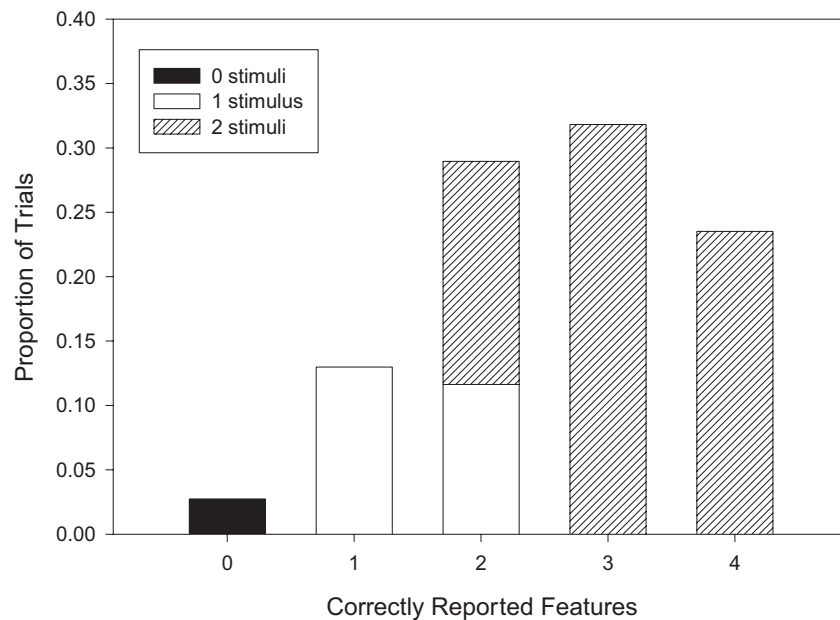 0.40
0.35
0.30
0.25
0.20
0.15
0.10
0.05
0.00
Proportion of Trials
0 stimuli
1 stimulus
2 stimuli
0 1 2 3 4
Correctly Reported Features